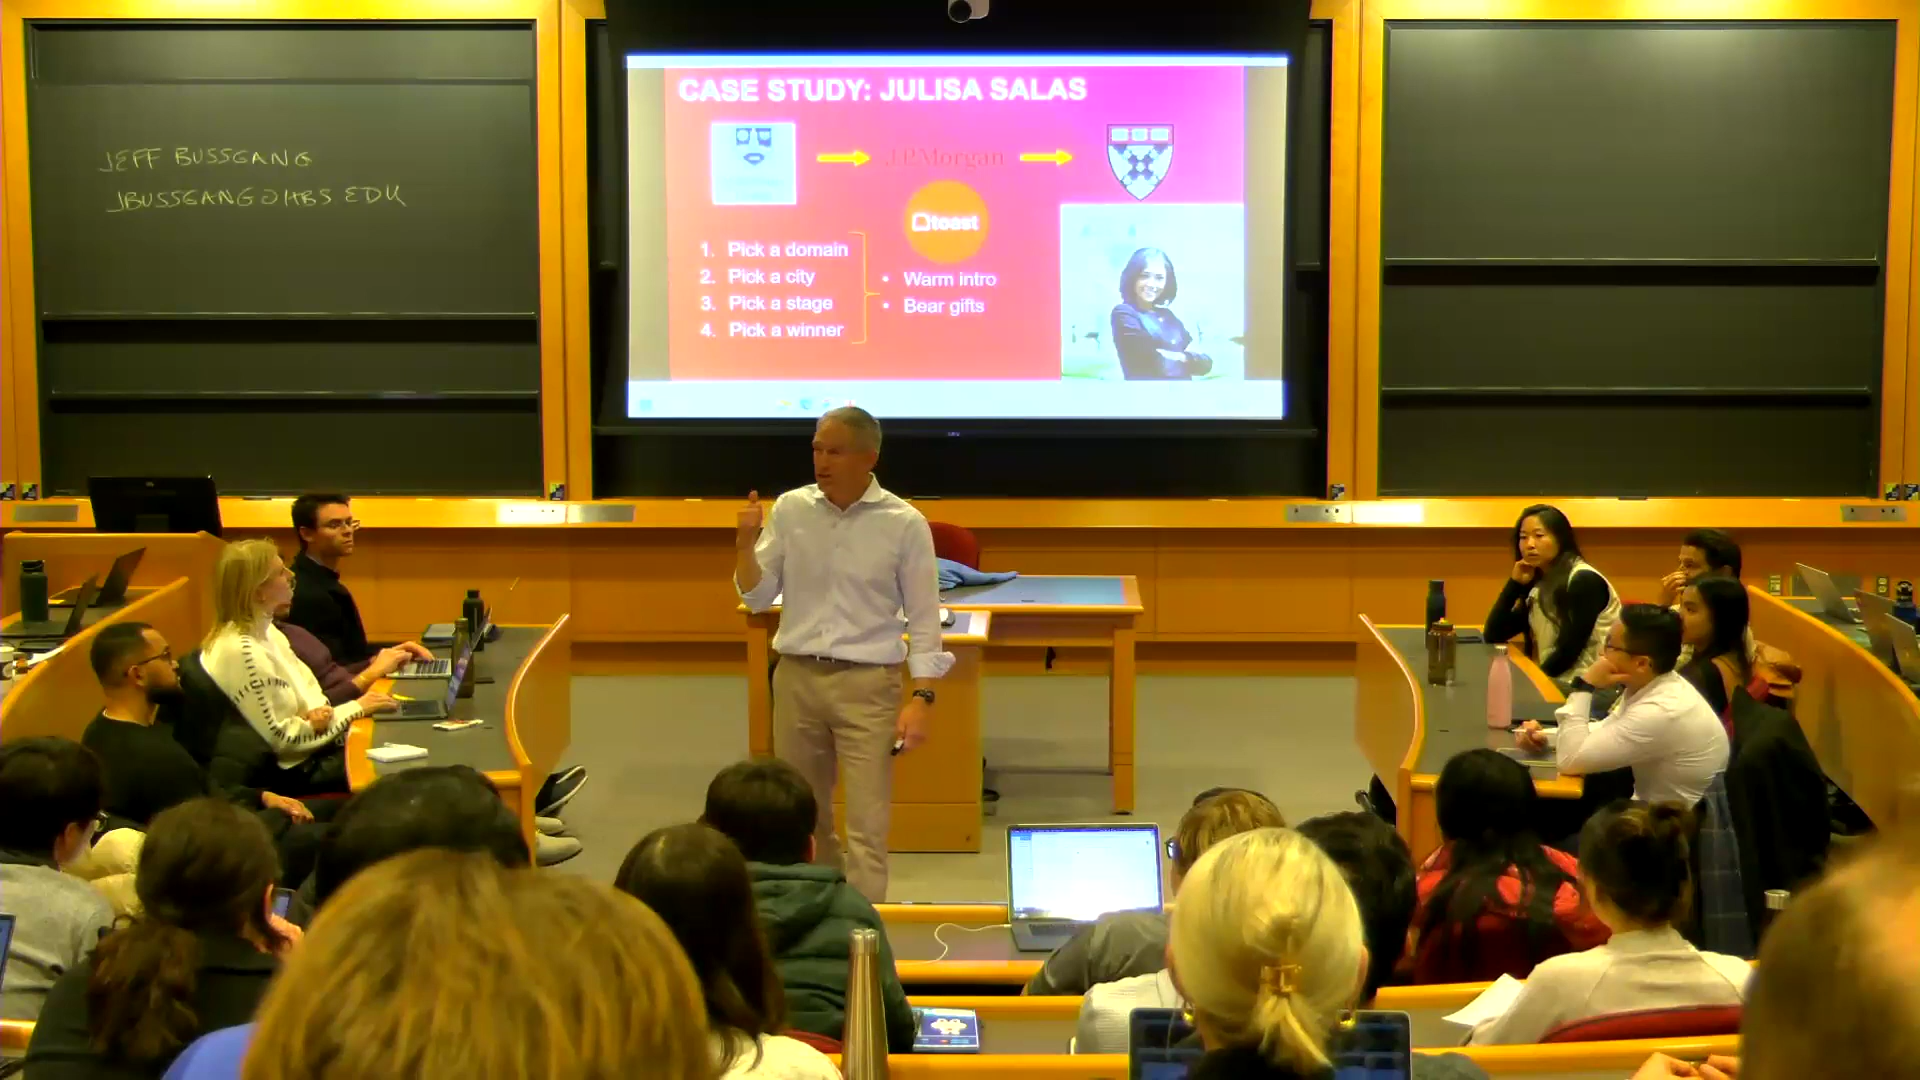 JEFF BUSSGANG
JBUSSGANG@HBS.EDU
CASE STUDY: JULISA SALAS
J.P.Morgan
toast
1. Pick a domain
2. Pick a city
3. Pick a stage
4. Pick a winner
• Warm intro
• Bear gifts